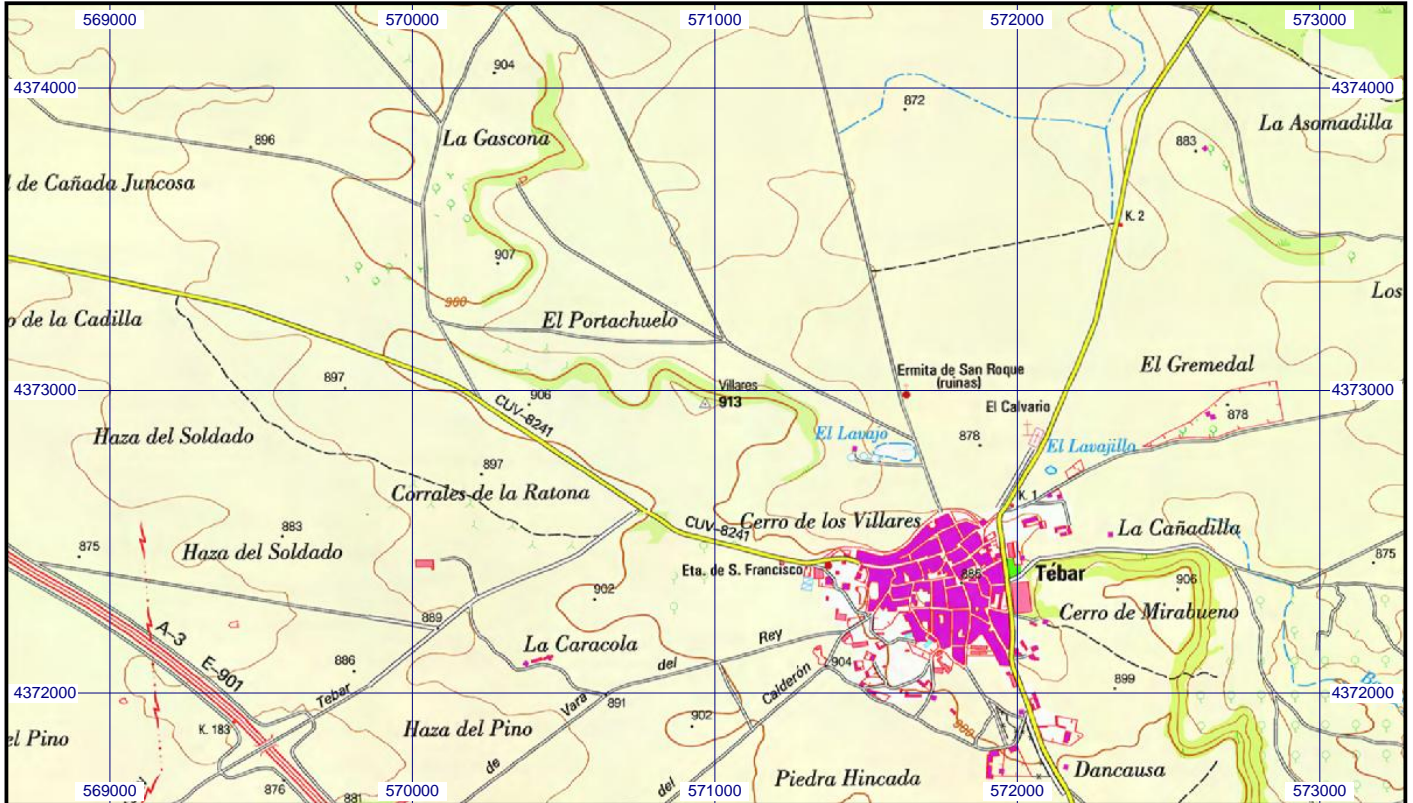 569000
570000
571000
572000
573000
904
4374000
4374000
872
La Asomadilla
La Gascona
896
883
l de Cañada Juncosa
K. 2
907
Los
900
o de la Cadilla
El Portachuelo
El Gremedal
Ermita de San Roque
(ruinas)
897
4373000
Villares
4373000
906
913
El Calvario
878
CUV-8241
El Lavajo
878
Haza del Soldado
El Lavajilla
897
Corrales de la Ratona
K. 1
CUV-8241
Cerro de los Villares
883
La Cañadilla
875
Haza del Soldado
875
Eta. de S. Francisco
886
Tébar
906
902
Cerro de Mirabueno
889
A-3
Rey
La Caracola
886
del
904
E-901
Calderón
899
4372000
Tebar
Vara
891
4372000
902
K. 183
Haza del Pino
900
el Pino
de
Piedra Hincada
Dancausa
del
876
881
569000
570000
571000
572000
573000